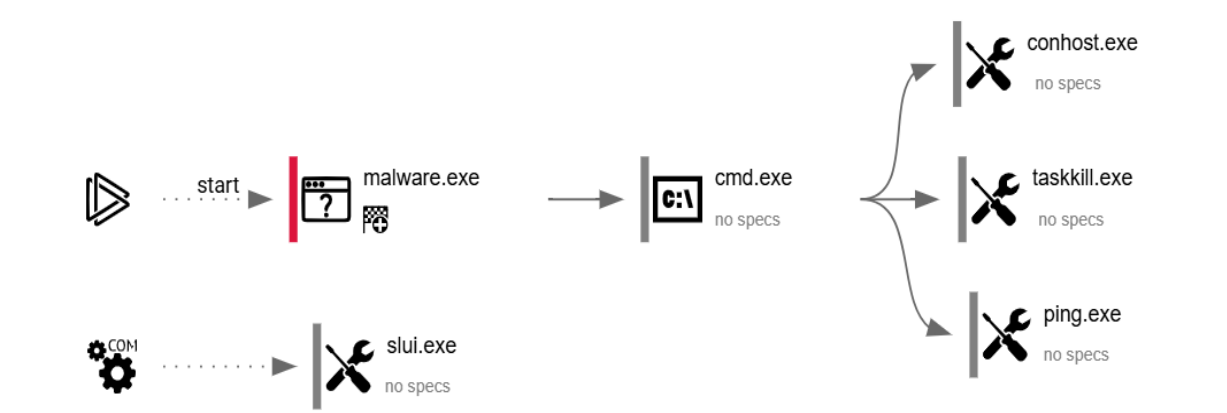 conhost.exe
no specs
start
malware.exe
?
C:\
cmd.exe
no specs
taskkill.exe
no specs
COM
slui.exe
no specs
ping.exe
no specs